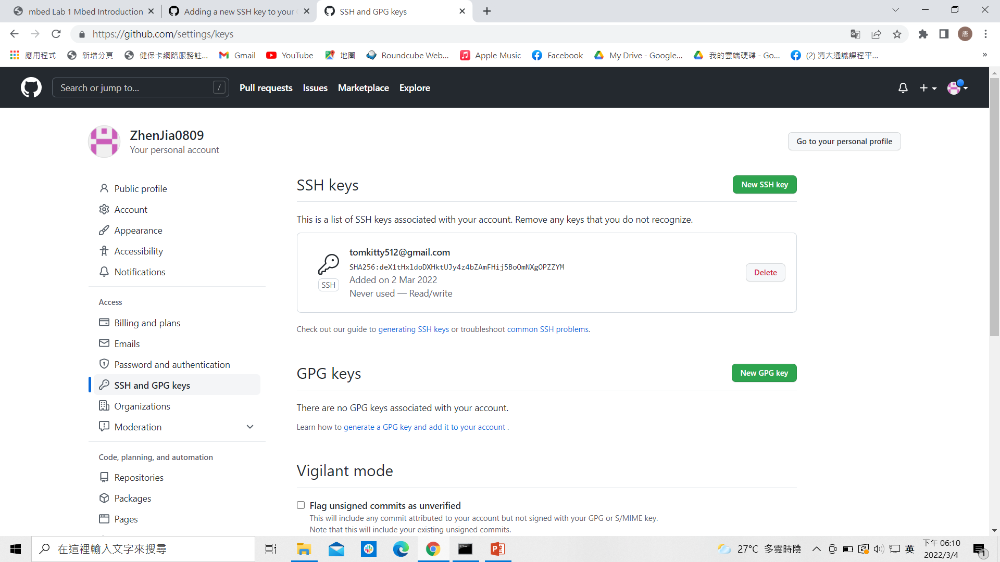 mbed Lab 1 Mbed Introduction
Adding a new SSH key to your
SSH and GPG keys
https://github.com/settings/keys
唐
應用程式
新增分頁
健保卡網路服務註...
Gmail
YouTube
地圖
Roundcube Web...
Apple Music
Facebook
My Drive - Google...
我的雲端硬碟 - Go...
(2) 清大通識課程平...
»
Search or jump to...
/
Pull requests
Issues
Marketplace
Explore
ZhenJia0809
Your personal account
Go to your personal profile
Public profile
Account
Appearance
Accessibility
Notifications
Access
Billing and plans
Emails
Password and authentication
SSH and GPG keys
Organizations
Moderation
Code, planning, and automation
Repositories
Packages
Pages
SSH keys
New SSH key
This is a list of SSH keys associated with your account. Remove any keys that you do not recognize.
tomkitty512@gmail.com
SHA256:deX1tHxldoDXHktUJy4z4bZAmFHij5BoOmNXgOPZZYM
Added on 2 Mar 2022
Never used — Read/write
SSH
Delete
Check out our guide to generating SSH keys or troubleshoot common SSH problems.
GPG keys
New GPG key
There are no GPG keys associated with your account.
Learn how to generate a GPG key and add it to your account .
Vigilant mode
Flag unsigned commits as unverified
This will include any commit attributed to your account but not signed with your GPG or S/MIME key.
Note that this will include your existing unsigned commits.
在這裡輸入文字來搜尋
27°C 多雲時陰
英
下午 06:10
2022/3/4
1